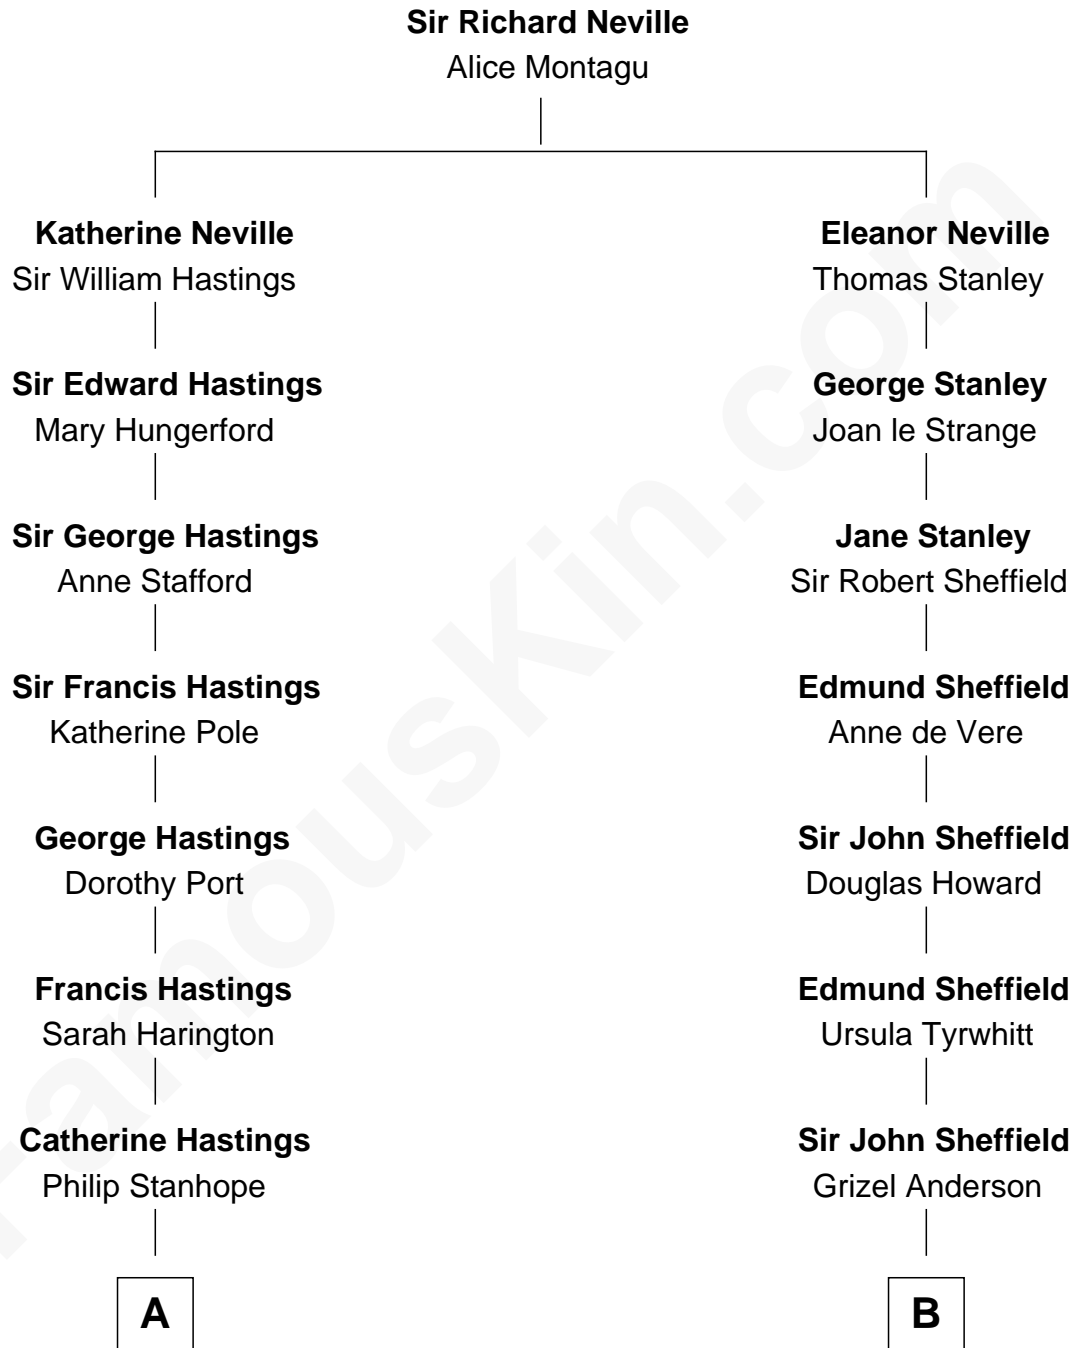 Sir Richard Neville
Alice Montagu
Katherine Neville
Sir William Hastings
Eleanor Neville
Thomas Stanley
Sir Edward Hastings
Mary Hungerford
George Stanley
Joan le Strange
Sir George Hastings
Anne Stafford
Jane Stanley
Sir Robert Sheffield
Sir Francis Hastings
Katherine Pole
Edmund Sheffield
Anne de Vere
George Hastings
Dorothy Port
Sir John Sheffield
Douglas Howard
Francis Hastings
Sarah Harington
Edmund Sheffield
Ursula Tyrwhitt
Catherine Hastings
Philip Stanhope
Sir John Sheffield
Grizel Anderson
A
B
FamousKin.com